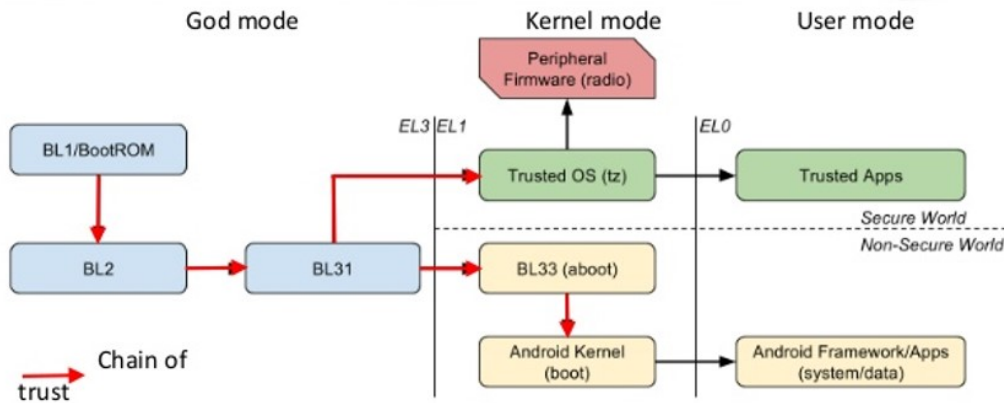 God mode
Kernel mode
User mode
Peripheral
Firmware (radio)
EL3
EL1
EL0
BL1/BootROM
Trusted OS (tz)
Trusted Apps
Secure World
Non-Secure World
BL2
BL31
BL33 (aboot)
Android Kernel
(boot)
Android Framework/Apps
(system/data)
Chain of
trust